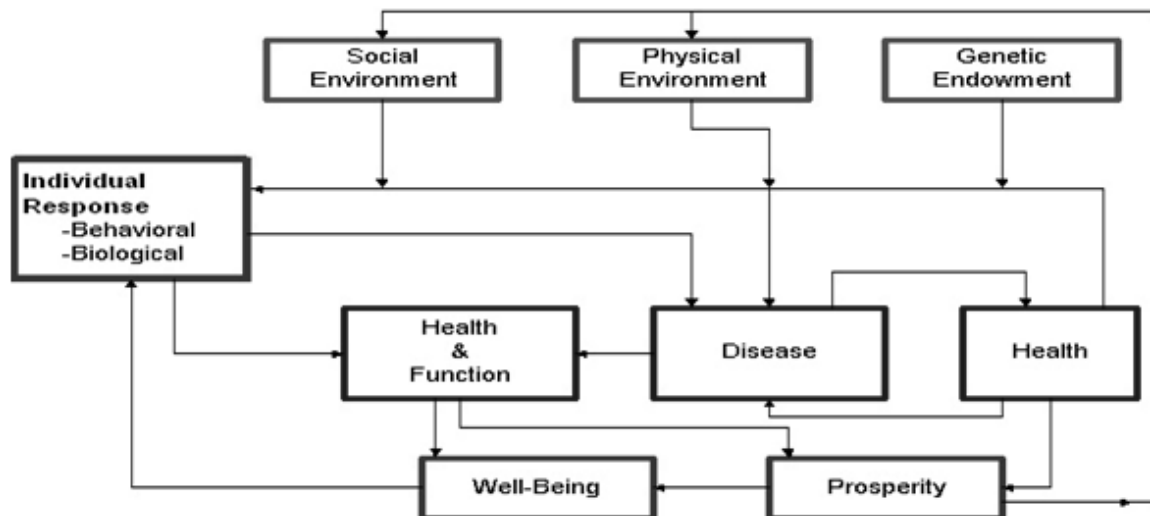 Social
Environment
Physical
Environment
Genetic
Endowment
Individual
Response
-Behavioral
-Biological
Health
&
Function
Disease
Health
Well-Being
Prosperity